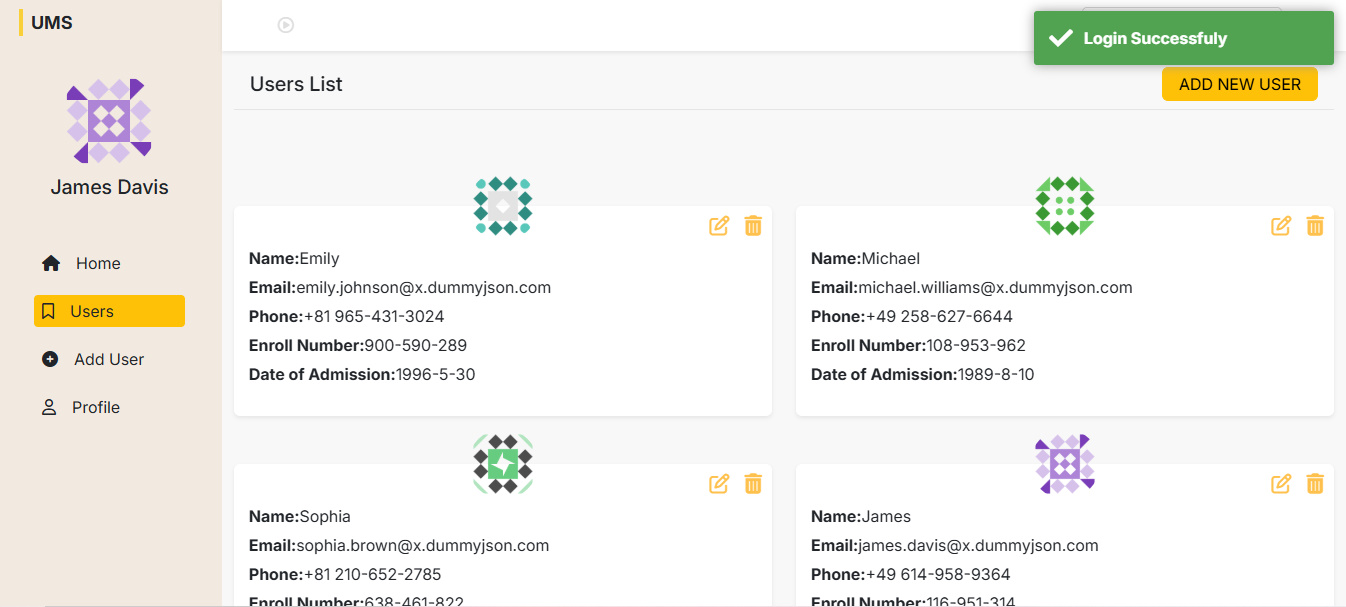 UMS
Login Successfuly
James Davis
Home
Users
Add User
Profile
Users List
ADD NEW USER
Name:Emily
Email:emily.johnson@x.dummyjson.com
Phone:+81 965-431-3024
Enroll Number:900-590-289
Date of Admission:1996-5-30
Name:Michael
Email:michael.williams@x.dummyjson.com
Phone:+49 258-627-6644
Enroll Number:108-953-962
Date of Admission:1989-8-10
Name:Sophia
Email:sophia.brown@x.dummyjson.com
Phone:+81 210-652-2785
Enroll Number:638-461-822
Name:James
Email:james.davis@x.dummyjson.com
Phone:+49 614-958-9364
Enroll Number:116-951-314